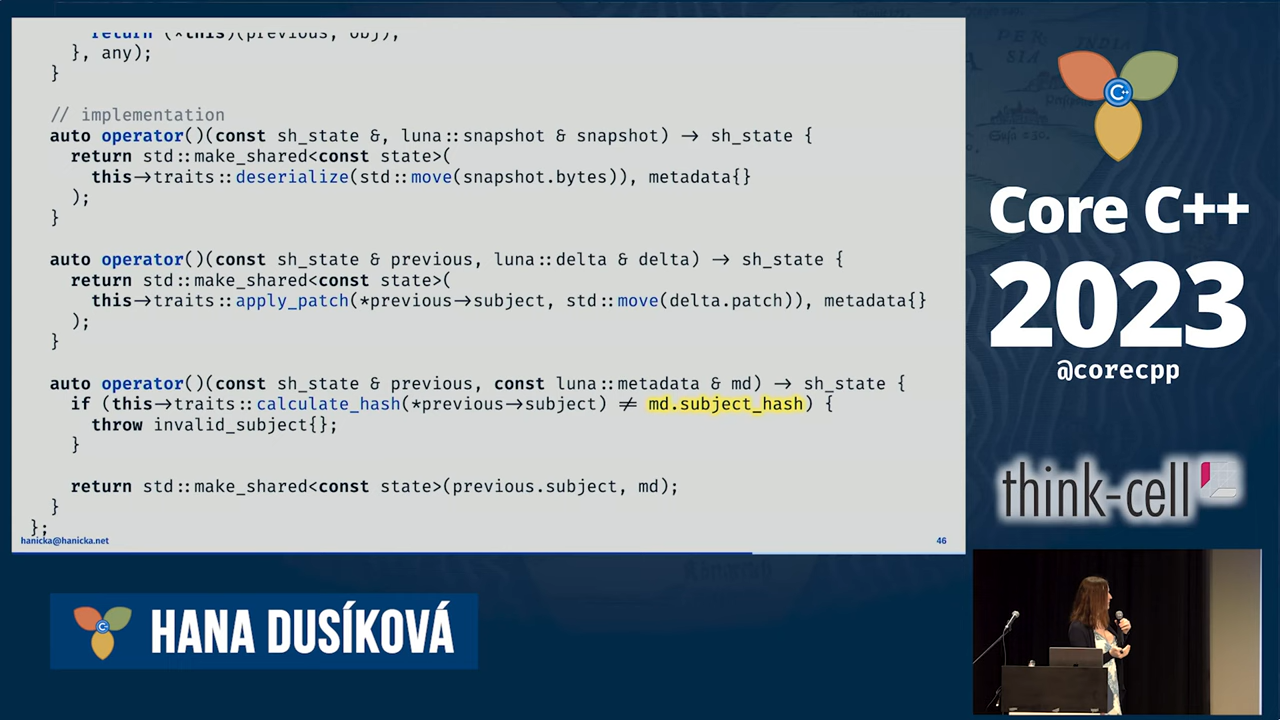 return (*this)(previous, obj);
}, any);
}
// implementation
auto operator()(const sh_state &, luna::snapshot & snapshot) → sh_state {
return std::make_shared<const state>(
this→traits::deserialize(std::move(snapshot.bytes)), metadata{}
);
}
auto operator()(const sh_state & previous, luna::delta & delta) → sh_state {
return std::make_shared<const state>(
this→traits::apply_patch(*previous→subject, std::move(delta.patch)), metadata{}
);
}
auto operator()(const sh_state & previous, const luna::metadata & md) → sh_state {
if (this→traits::calculate_hash(*previous→subject) ≠ md.subject_hash) {
throw invalid_subject{};
}
return std::make_shared<const state>(previous.subject, md);
}
};
hanicka@hanicka.net
46
C++
Core C++
2023
@corecpp
think-cell
HANA DUSÍKOVÁ